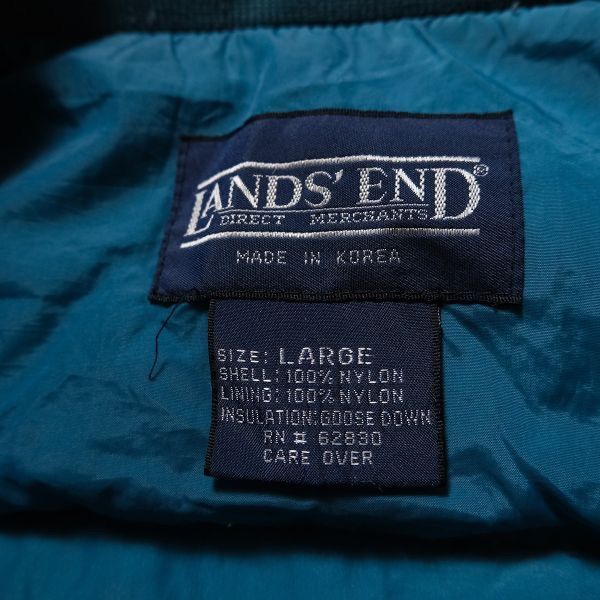 LANDS' END®
DIRECT MERCHANTS
MADE IN KOREA
SIZE: LARGE
SHELL: 100% NYLON
LINING: 100% NYLON
INSULATION: GOOSE DOWN
RN # 62830
CARE OVER